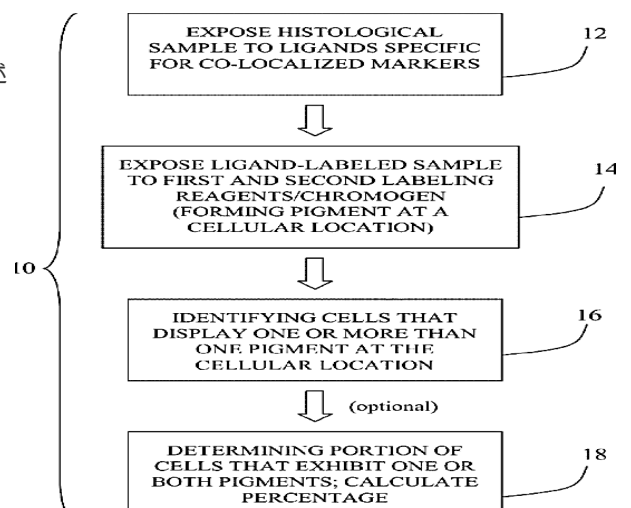 EXPOSE HISTOLOGICAL
SAMPLE TO LIGANDS SPECIFIC
FOR CO-LOCALIZED MARKERS
12
EXPOSE LIGAND-LABELED SAMPLE
TO FIRST AND SECOND LABELING
REAGENTS/CHROMOGEN
(FORMING PIGMENT AT A
CELLULAR LOCATION)
14
10
IDENTIFYING CELLS THAT
DISPLAY ONE OR MORE THAN
ONE PIGMENT AT THE
CELLULAR LOCATION
16
(optional)
DETERMINING PORTION OF
CELLS THAT EXHIBIT ONE OR
BOTH PIGMENTS; CALCULATE
PERCENTAGE
18